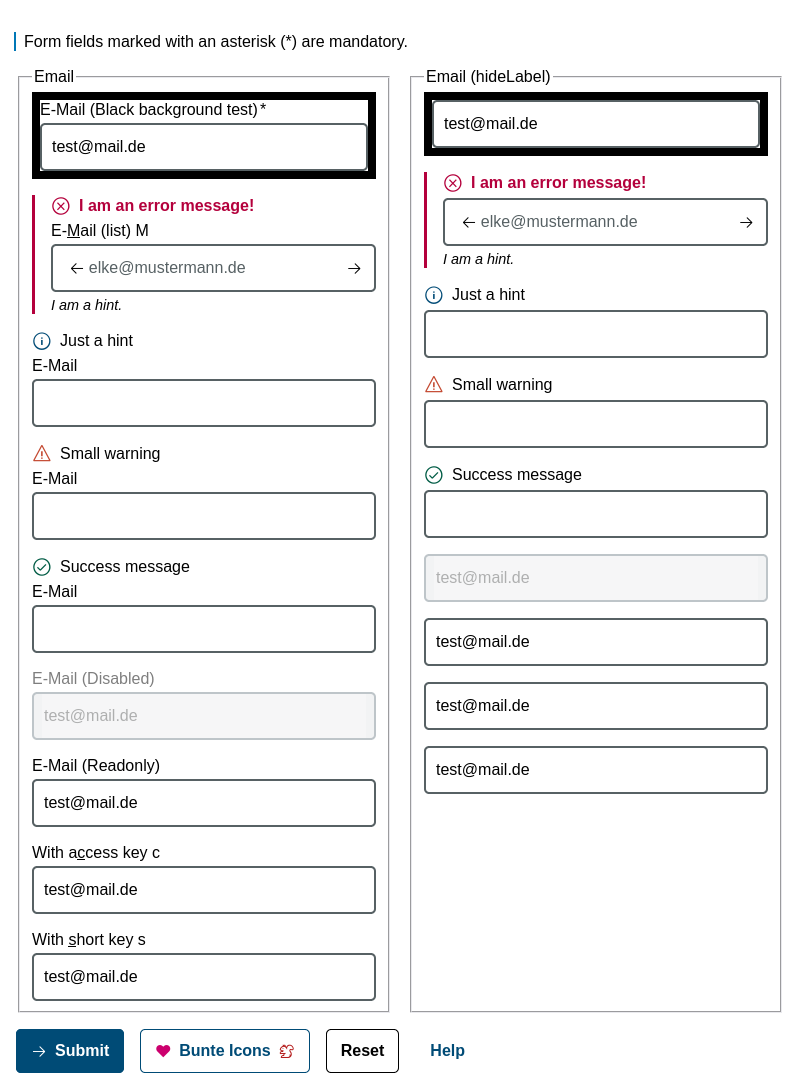 Form fields marked with an asterisk (*) are mandatory.
Email
E-Mail (Black background test)*
test@mail.de
I am an error message!
E-Mail (list) M
elke@mustermann.de
I am a hint.
Just a hint
E-Mail
Small warning
E-Mail
Success message
E-Mail
E-Mail (Disabled)
test@mail.de
E-Mail (Readonly)
test@mail.de
With access key c
test@mail.de
With short key s
test@mail.de
Email (hideLabel)
test@mail.de
I am an error message!
elke@mustermann.de
I am a hint.
Just a hint
Small warning
Success message
test@mail.de
test@mail.de
test@mail.de
test@mail.de
Submit
Bunte Icons
Reset
Help